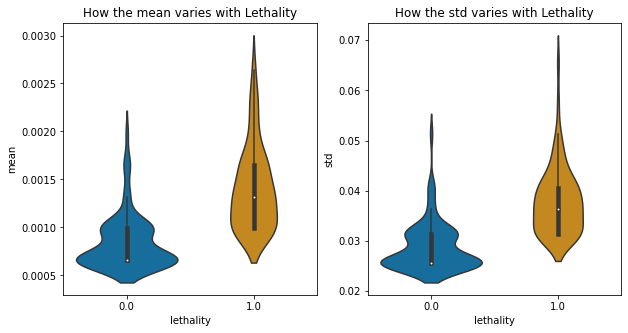 How the mean varies with Lethality
0.0030
0.0025
0.0020
0.0015
0.0010
0.0005
mean
0.0
1.0
lethality
How the std varies with Lethality
0.07
0.06
0.05
0.04
0.03
0.02
std
0.0
1.0
lethality